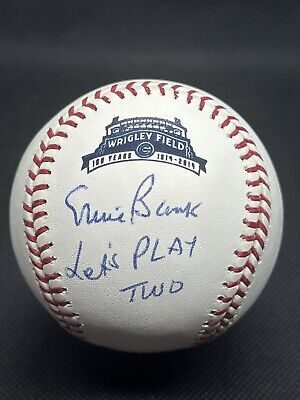 WRIGLEY FIELD
100 YEARS 1914-2014
Ernie Banks
Let's PLAY
TWO